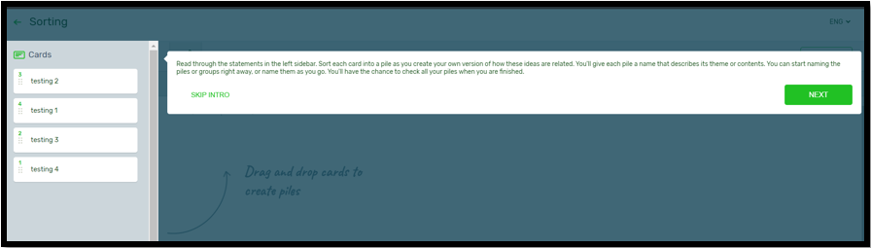 ← Sorting
ENG
Cards
3
testing 2
4
testing 1
2
testing 3
1
testing 4
Read through the statements in the left sidebar. Sort each card into a pile as you create your own version of how these ideas are related. You'll give each pile a name that describes its theme or contents. You can start naming the
piles or groups right away, or name them as you go. You'll have the chance to check all your piles when you are finished.
SKIP INTRO
NEXT
Drag and drop cards to
create piles